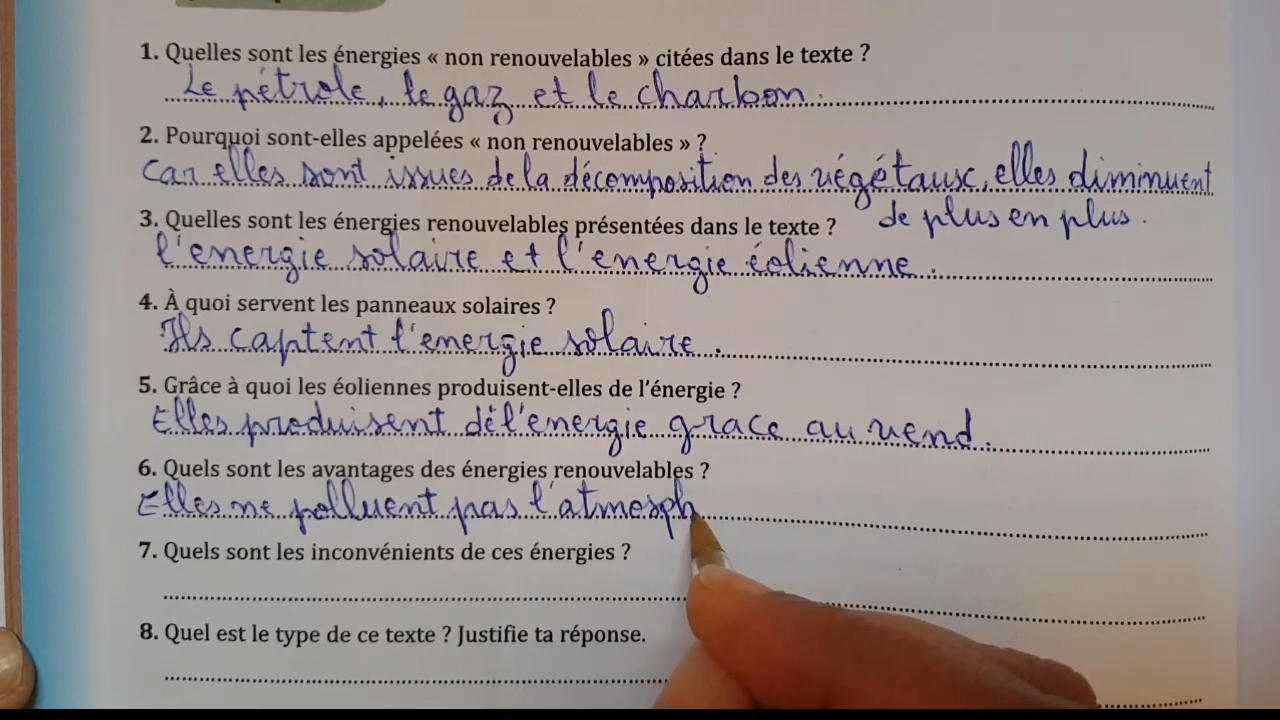 1. Quelles sont les énergies « non renouvelables » citées dans le texte ?
Le pétrole, le gaz et le charbon.
2. Pourquoi sont-elles appelées « non renouvelables » ?
Car elles sont issues de la décomposition des végétaux, elles diminuent
de plus en plus.
3. Quelles sont les énergies renouvelables présentées dans le texte ?
l'energie solaire et l'energie éolienne.
4. À quoi servent les panneaux solaires ?
Ils captent l'energie solaire.
5. Grâce à quoi les éoliennes produisent-elles de l'énergie ?
Elles produisent de l'energie grace au vend.
6. Quels sont les avantages des énergies renouvelables ?
Elles ne polluent pas l'atmosph
7. Quels sont les inconvénients de ces énergies ?
8. Quel est le type de ce texte ? Justifie ta réponse.